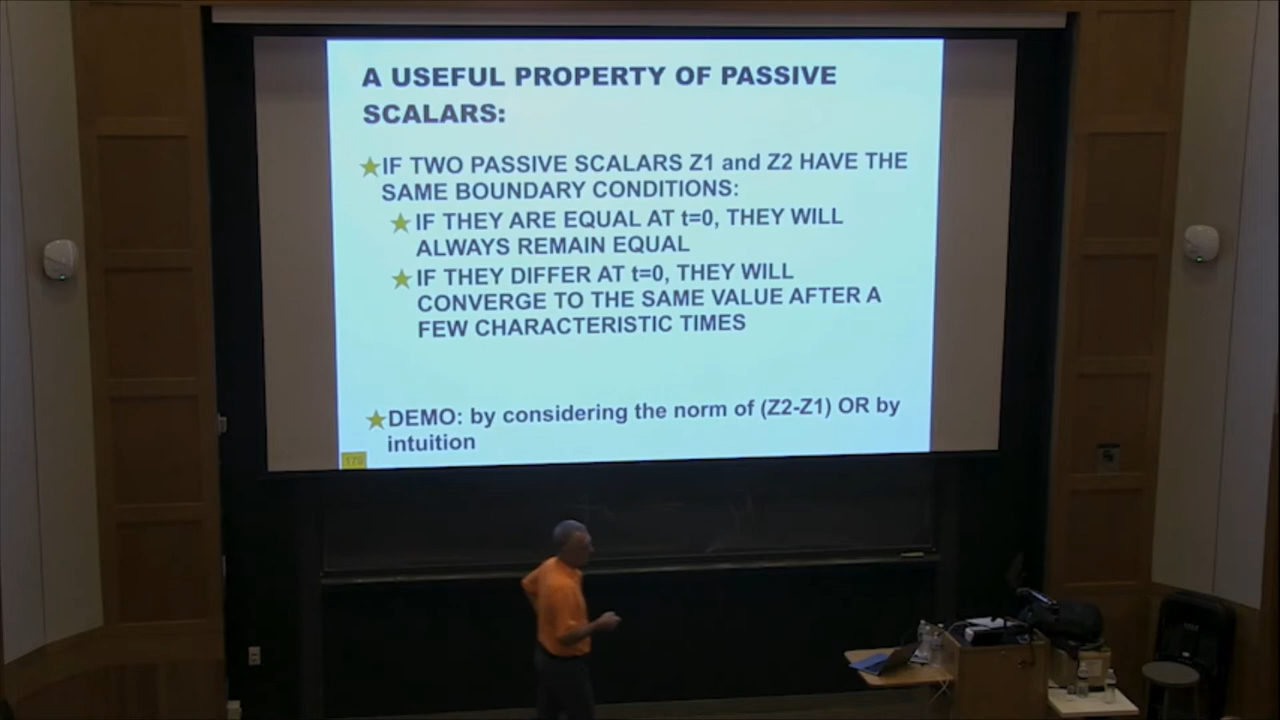 A USEFUL PROPERTY OF PASSIVE
SCALARS:
IF TWO PASSIVE SCALARS Z1 and Z2 HAVE THE
SAME BOUNDARY CONDITIONS:
IF THEY ARE EQUAL AT t=0, THEY WILL
ALWAYS REMAIN EQUAL
IF THEY DIFFER AT t=0, THEY WILL
CONVERGE TO THE SAME VALUE AFTER A
FEW CHARACTERISTIC TIMES
DEMO: by considering the norm of (Z2-Z1) OR by
intuition
179